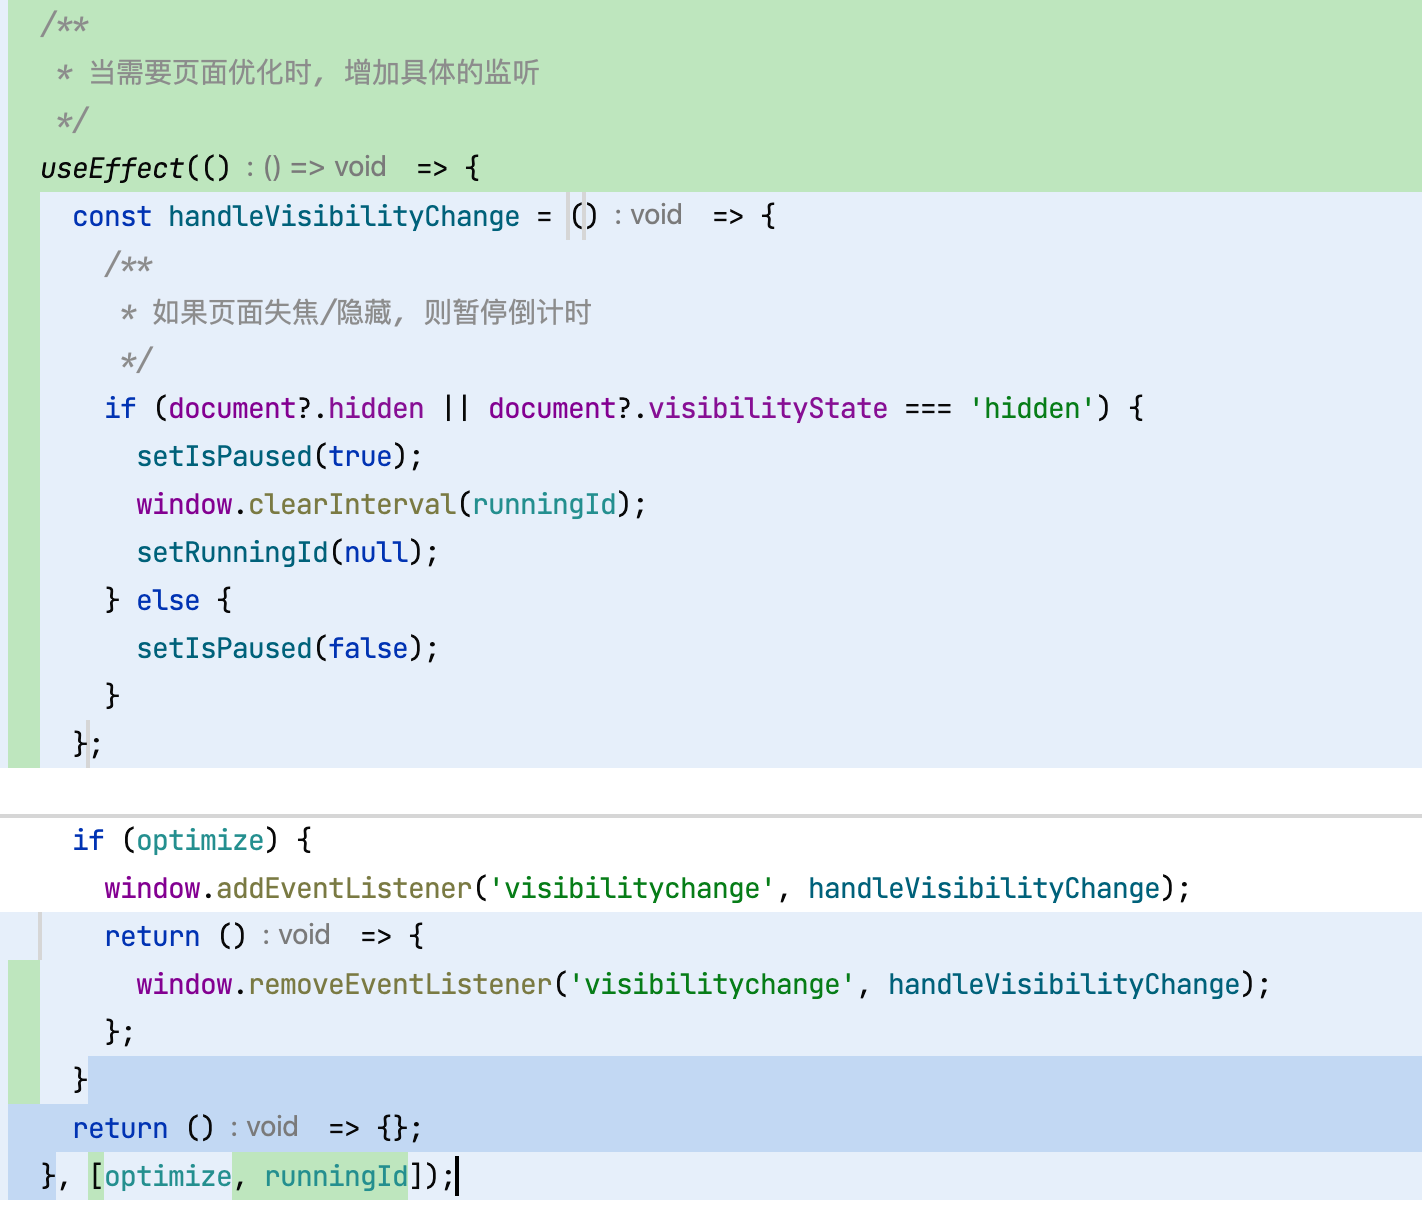 /**
 * 当需要页面优化时, 增加具体的监听
 */
useEffect(() : () => void => {
  const handleVisibilityChange = () : void => {
    /**
     * 如果页面失焦/隐藏, 则暂停倒计时
     */
    if (document?.hidden || document?.visibilityState === 'hidden') {
      setIsPaused(true);
      window.clearInterval(runningId);
      setRunningId(null);
    } else {
      setIsPaused(false);
    }
  };
  if (optimize) {
    window.addEventListener('visibilitychange', handleVisibilityChange);
    return () : void => {
      window.removeEventListener('visibilitychange', handleVisibilityChange);
    };
  }
  return () : void => {};
}, [optimize, runningId]);